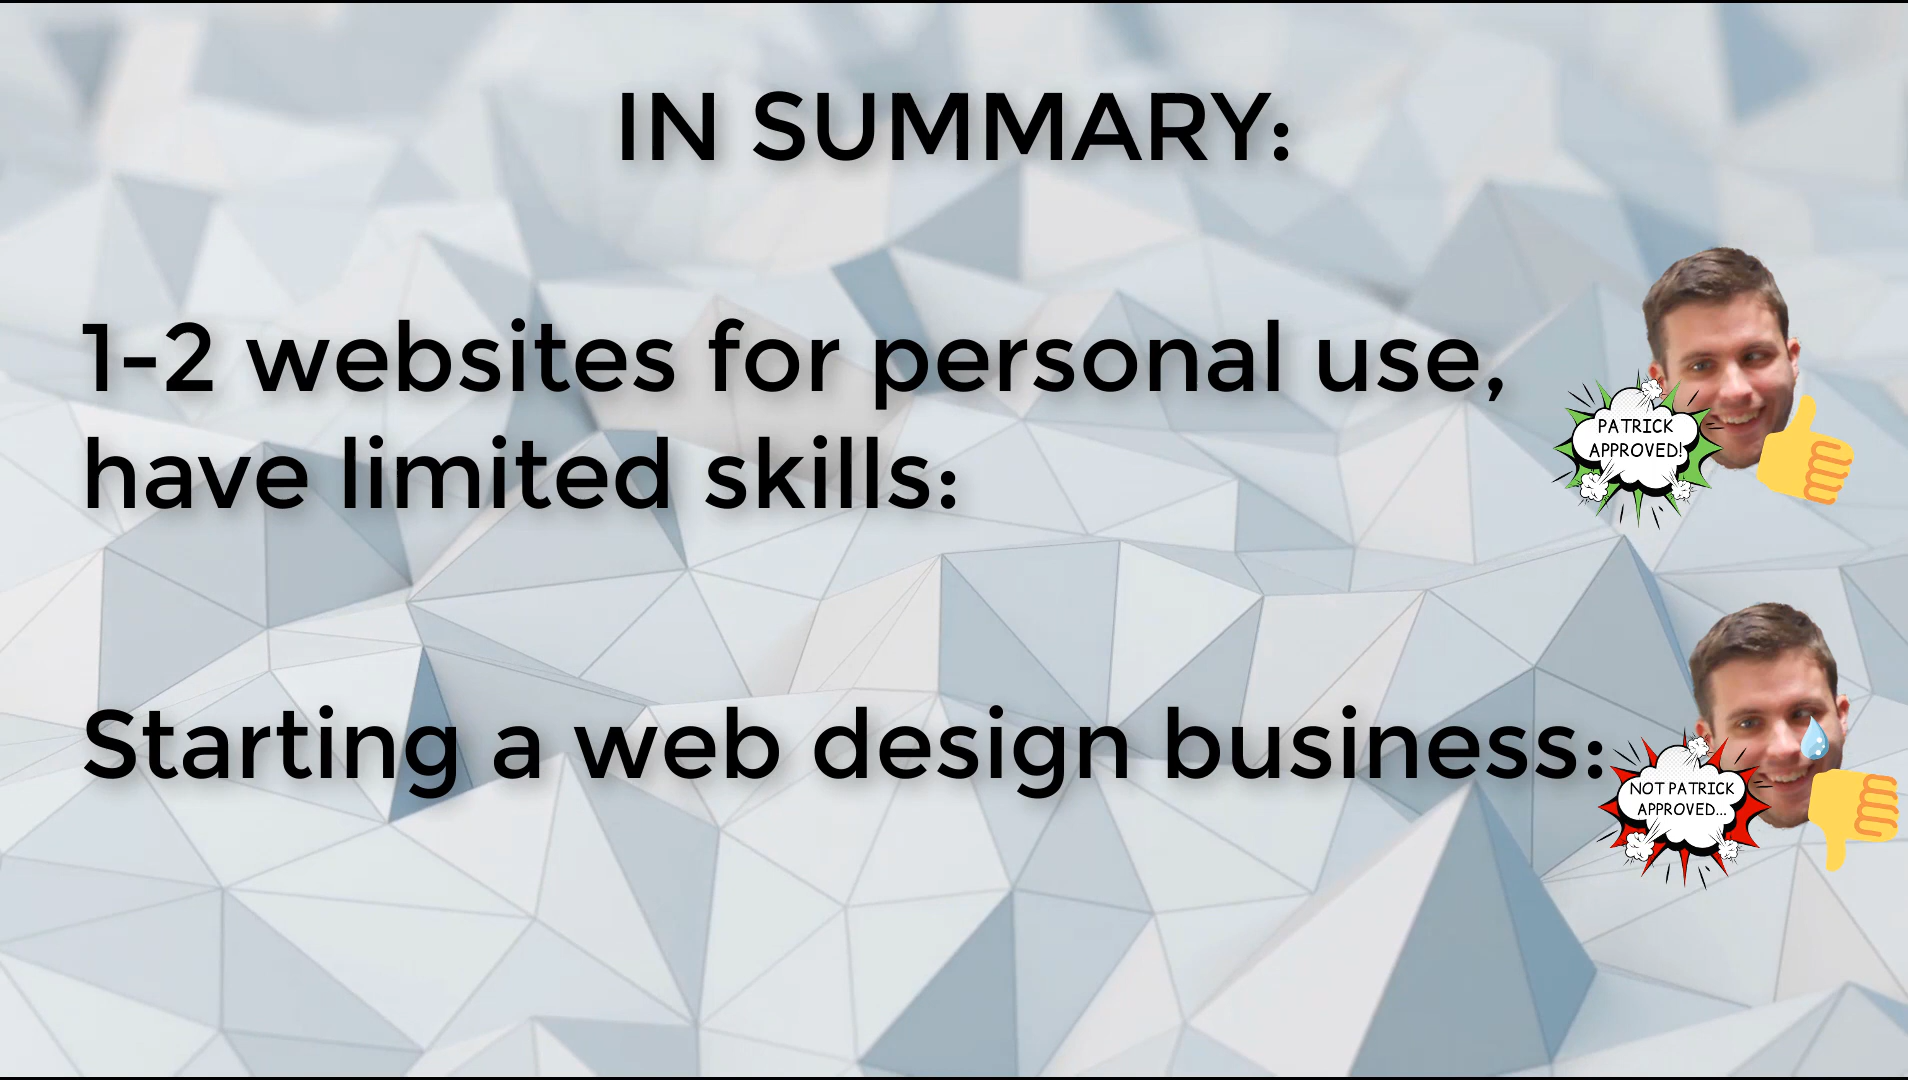 IN SUMMARY:
1-2 websites for personal use,
have limited skills:
PATRICK
APPROVED!
Starting a web design business:
NOT PATRICK
APPROVED...